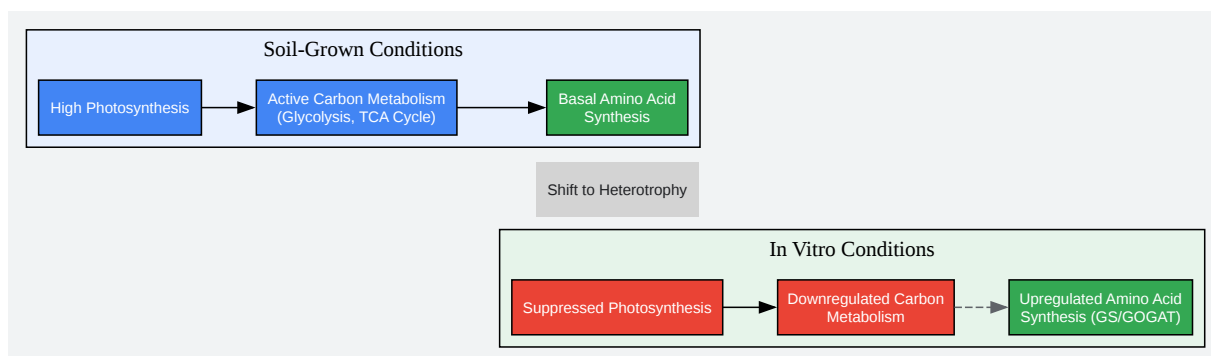 Soil-Grown Conditions
High Photosynthesis
Active Carbon Metabolism
(Glycolysis, TCA Cycle)
Basal Amino Acid
Synthesis
Shift to Heterotrophy
In Vitro Conditions
Suppressed Photosynthesis
Downregulated Carbon
Metabolism
Upregulated Amino Acid
Synthesis (GS/GOGAT)